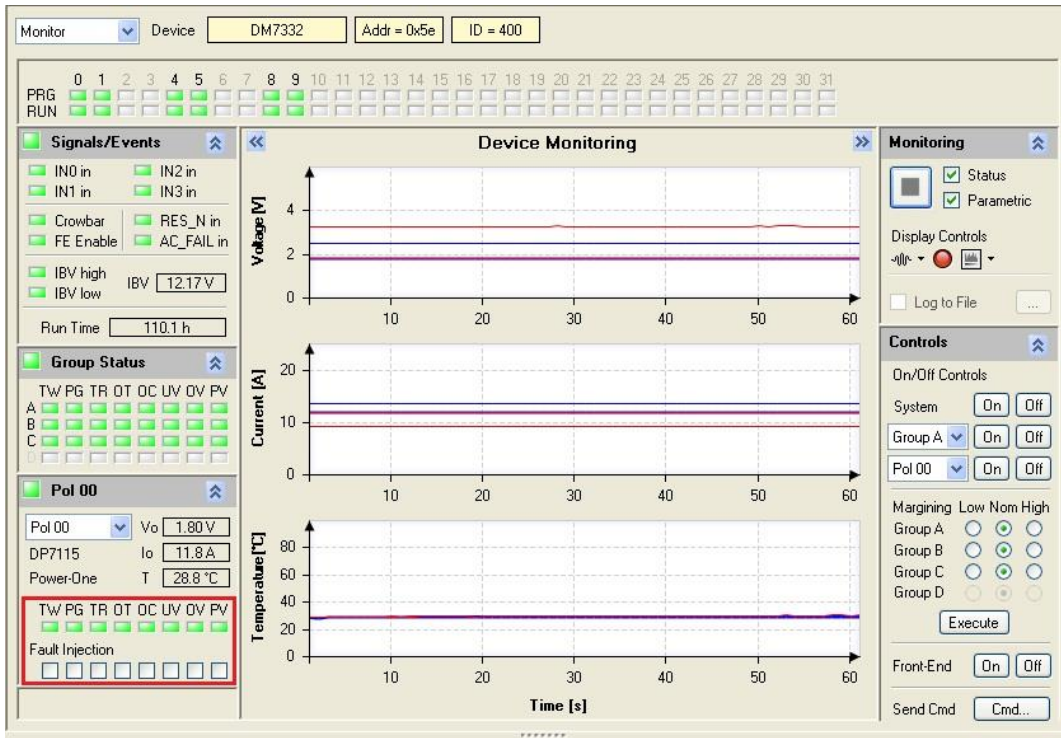 Monitor Device DM7332 Addr = 0x5e ID = 400
0 1 2 3 4 5 6 7 8 9 10 11 12 13 14 15 16 17 18 19 20 21 22 23 24 25 26 27 28 29 30 31
PRG
RUN
Signals/Events
IN0 in IN2 in
IN1 in IN3 in
Crowbar RES_N in
FE Enable AC_FAIL in
IBV high
IBV low
IBV 12.17 V
Run Time 110.1 h
Group Status
TW PG TR OT OC UV OV PV
A
B
C
D
Pol 00
Pol 00 Vo 1.80 V
DP7115 Io 11.8 A
Power-One T 28.8 °C
TW PG TR OT OC UV OV PV
Fault Injection
Device Monitoring
Voltage [V]
4
2
0
10 20 30 40 50 60
Current [A]
20
10
0
10 20 30 40 50 60
Temperature[°C]
80
60
40
20
0
10 20 30 40 50 60
Time [s]
Monitoring
Status
Parametric
Display Controls
Log to File ...
Controls
On/Off Controls
System On Off
Group A On Off
Pol 00 On Off
Margining Low Nom High
Group A
Group B
Group C
Group D
Execute
Front-End On Off
Send Cmd Cmd...